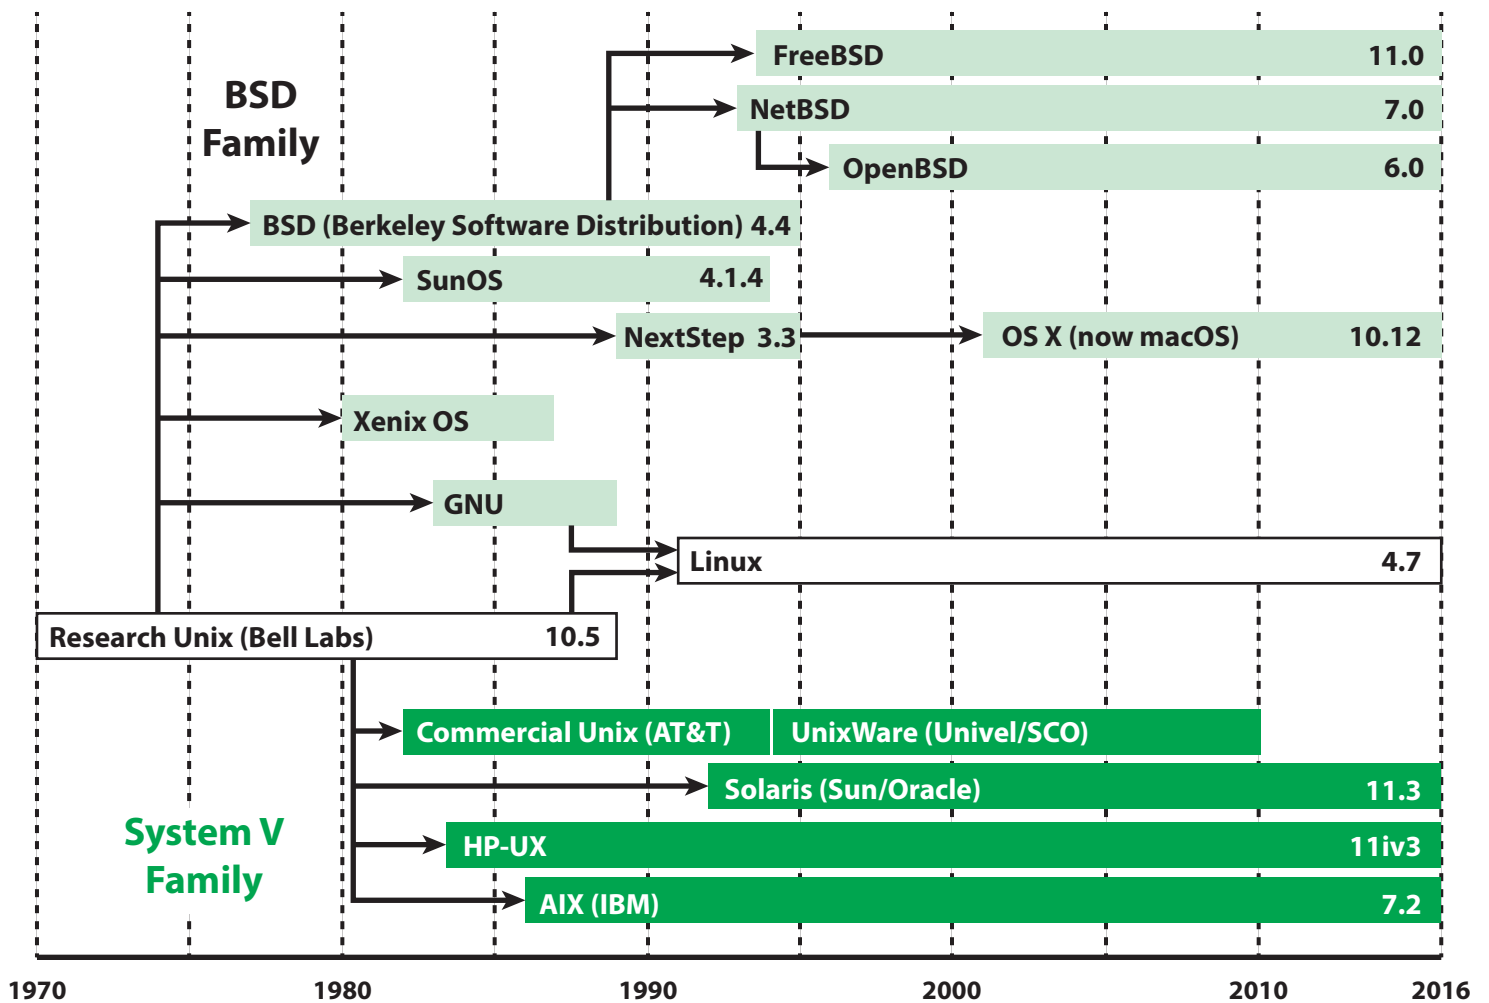 BSD
Family
FreeBSD 11.0
NetBSD 7.0
OpenBSD 6.0
BSD (Berkeley Software Distribution) 4.4
SunOS 4.1.4
NextStep 3.3
OS X (now macOS) 10.12
Xenix OS
GNU
Linux 4.7
Research Unix (Bell Labs) 10.5
Commercial Unix (AT&T)
UnixWare (Univel/SCO)
Solaris (Sun/Oracle) 11.3
System V
Family
HP-UX 11iv3
AIX (IBM) 7.2
1970 1980 1990 2000 2010 2016